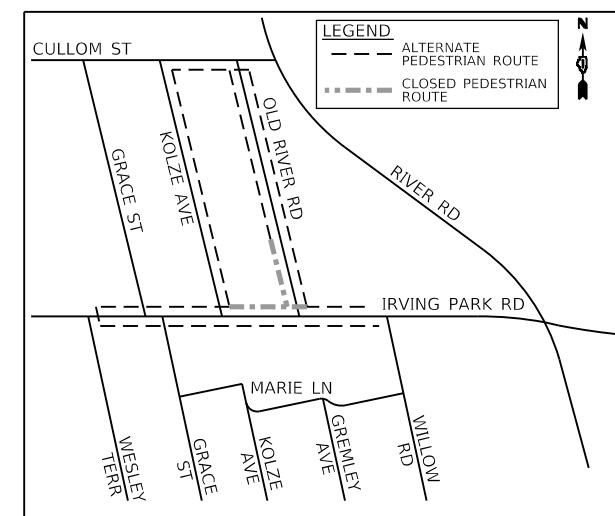 CULLOM ST
LEGEND
ALTERNATE
PEDESTRIAN ROUTE
CLOSED PEDESTRIAN
ROUTE
N
GRACE ST
KOLZE AVE
OLD RIVER RD
RIVER RD
IRVING PARK RD
MARIE LN
WESLEY
TERR
GRACE
ST
KOLZE
AVE
GREMLEY
AVE
WILLOW
RD